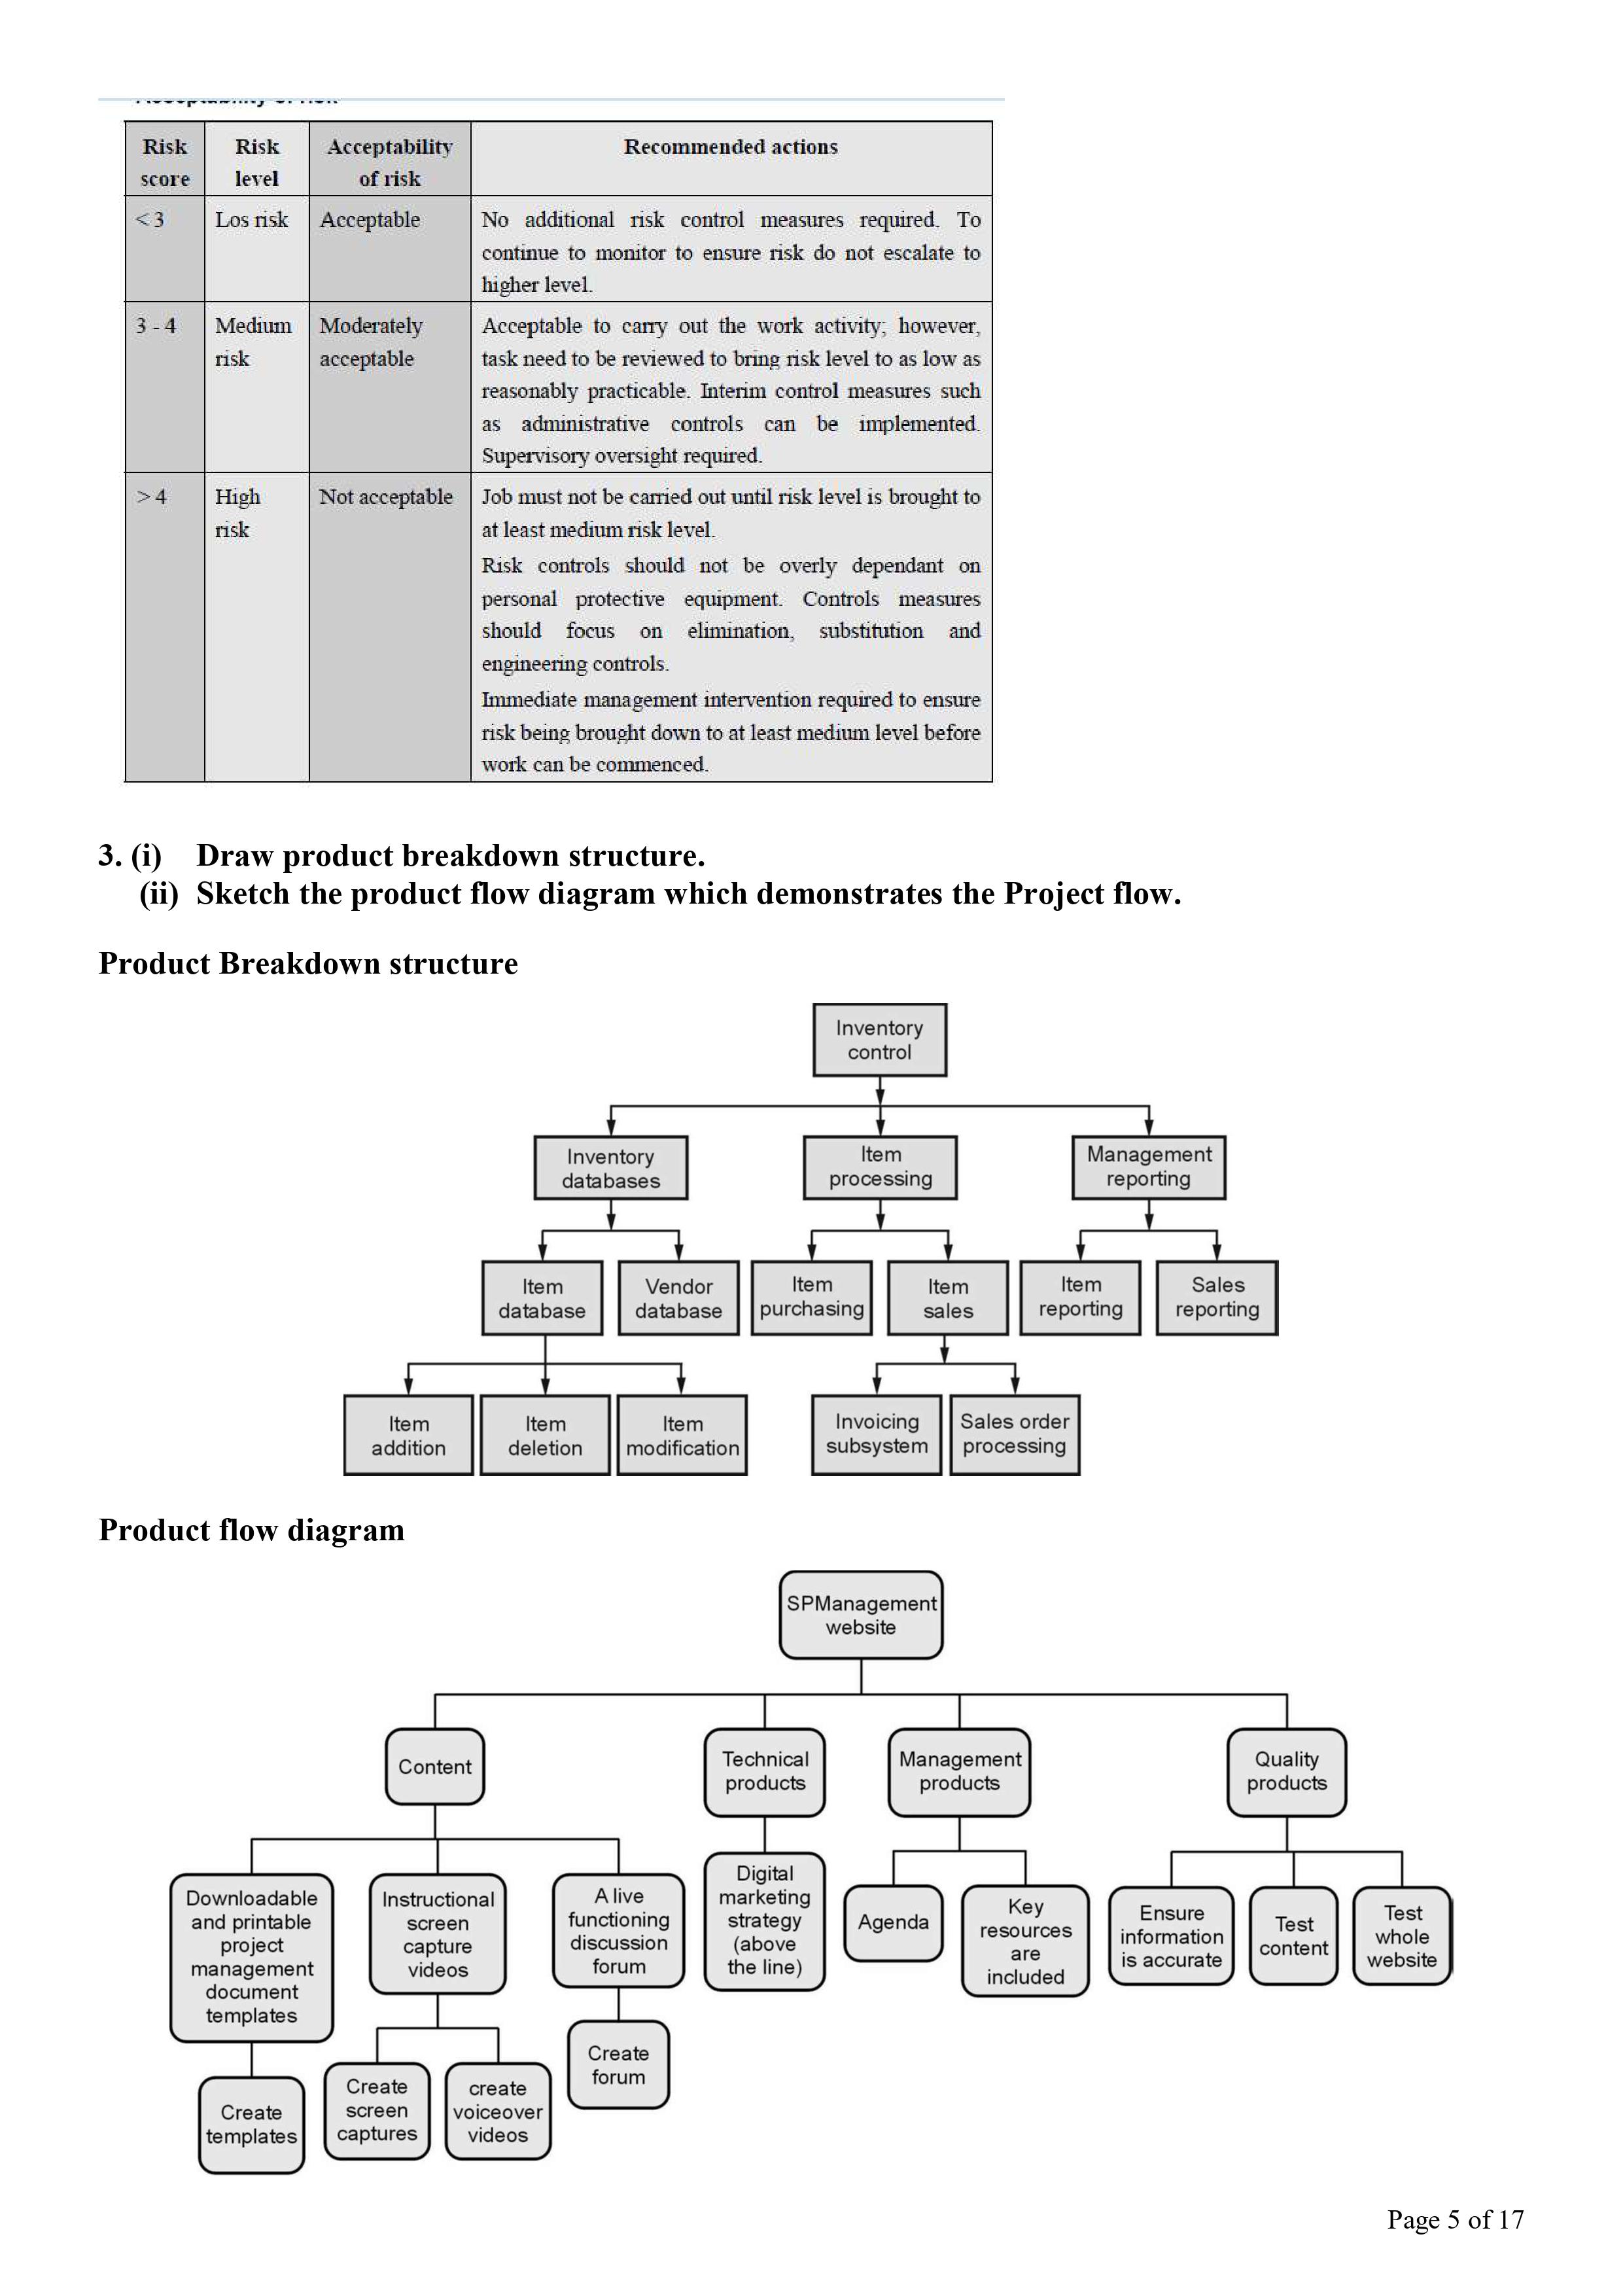 Acceptability of risk
Risk score
Risk level
Acceptability of risk
Recommended actions
< 3
Los risk
Acceptable
No additional risk control measures required. To
continue to monitor to ensure risk do not escalate to
higher level.
3 - 4
Medium
risk
Moderately
acceptable
Acceptable to carry out the work activity; however,
task need to be reviewed to bring risk level to as low as
reasonably practicable. Interim control measures such
as administrative controls can be implemented.
Supervisory oversight required.
> 4
High
risk
Not acceptable
Job must not be carried out until risk level is brought to
at least medium risk level.
Risk controls should not be overly dependant on
personal protective equipment. Controls measures
should focus on elimination, substitution and
engineering controls.
Immediate management intervention required to ensure
risk being brought down to at least medium level before
work can be commenced.
3. (i) Draw product breakdown structure.
(ii) Sketch the product flow diagram which demonstrates the Project flow.
Product Breakdown structure
Inventory
control
Inventory
databases
Item
processing
Management
reporting
Item
database
Vendor
database
Item
purchasing
Item
sales
Item
reporting
Sales
reporting
Item
addition
Item
deletion
Item
modification
Invoicing
subsystem
Sales order
processing
Product flow diagram
SPManagement
website
Content
Technical
products
Management
products
Quality
products
Downloadable
and printable
project
management
document
templates
Instructional
screen
capture
videos
A live
functioning
discussion
forum
Digital
marketing
strategy
(above
the line)
Agenda
Key
resources
are
included
Ensure
information
is accurate
Test
content
Test
whole
website
Create
templates
Create
screen
captures
create
voiceover
videos
Create
forum
Page 5 of 17